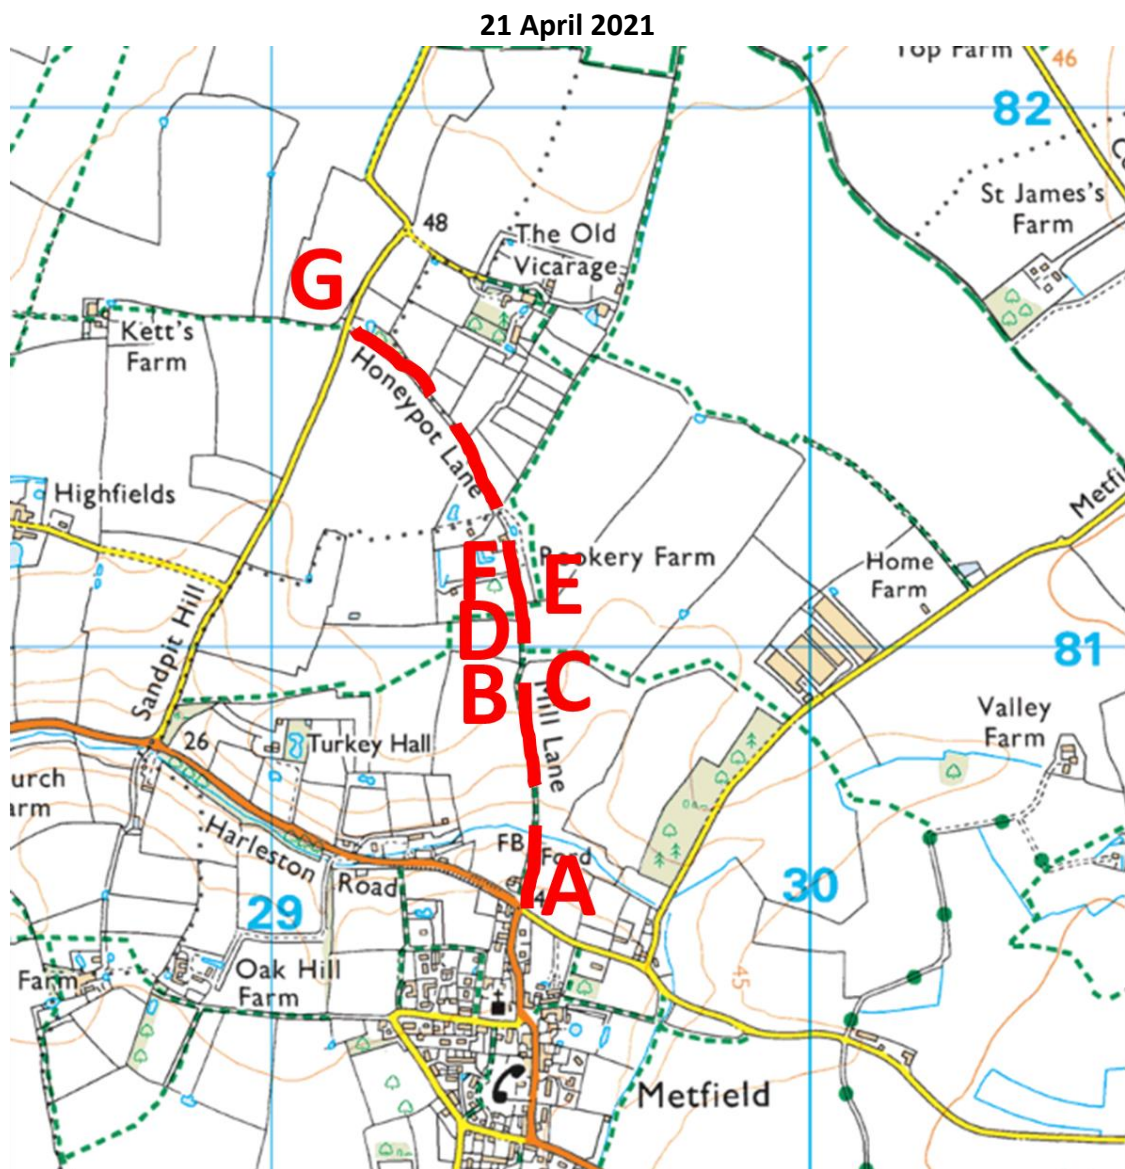 21 April 2021
Top Farm
46
82
St James's
Farm
48
The Old
Vicarage
G
Kett's
Farm
Honeypot Lane
Highfields
Rookery Farm
F
E
D
Home
Farm
81
B
C
Sandpit Hill
Mill Lane
Valley
Farm
26
Turkey Hall
Harleston
Road
FB
Ford
A
29
30
Farm
Oak Hill
Farm
45
Metfield